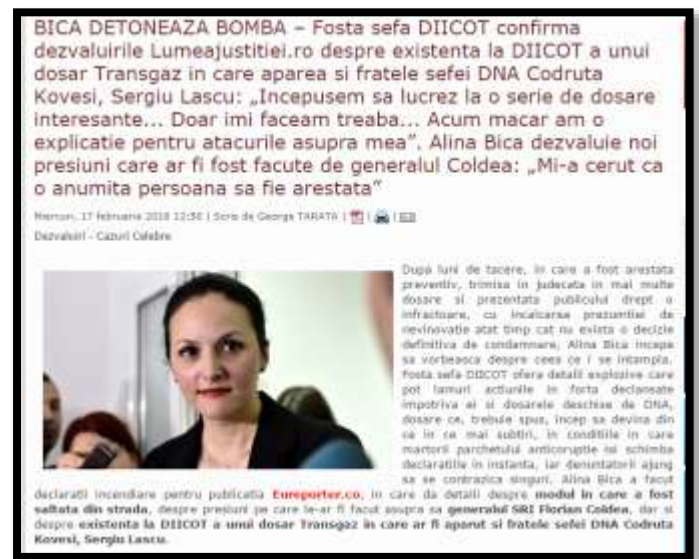 BICA DETONEAZA BOMBA – Fosta sefa DIICOT confirma
dezvaluirile Lumeajustitiei.ro despre existenta la DIICOT a unui
dosar Transgaz in care aparea si fratele sefei DNA Codruta
Kovesi, Sergiu Lascu: „Incepusem sa lucrez la o serie de dosare
interesante... Doar imi faceam treaba... Acum macar am o
explicatie pentru atacurile asupra mea”. Alina Bica dezvaluie noi
presiuni care ar fi fost facute de generalul Coldea: „Mi-a cerut ca
o anumita persoana sa fie arestata”
Miercuri, 17 februarie 2016 12:50 | Scris de George TARATA |
Dezvaluiri - Cazuri Celebre
Dupa luni de tacere, in care a fost arestata
preventiv, trimisa in judecata in mai multe
dosare si prezentata publicului drept o
infractoare, cu incalcarea prezumtiei de
nevinovatie atat timp cat nu exista o decizie
definitiva de condamnare, Alina Bica incepe
sa vorbeasca despre ceea ce i se intampla.
Fosta sefa DIICOT ofera detalii explozive care
pot lamuri actiunile in forta declansate
impotriva ei si dosarele deschise de DNA,
dosare ce, trebuie spus, incep sa devina din
ce in ce mai subtiri, in conditiile in care
martorii parchetului anticoruptie isi schimba
declaratiile in instanta, iar denuntatorii ajung
sa se contrazica singuri. Alina Bica a facut
declaratii incendiare pentru publicatia Eureporter.co, in care da detalii despre modul in care a fost
saltata din strada, despre presiuni pe care le-ar fi facut asupra sa generalul SRI Florian Coldea, dar si
despre existenta la DIICOT a unui dosar Transgaz in care ar fi aparut si fratele sefei DNA Codruta
Kovesi, Sergiu Lascu.